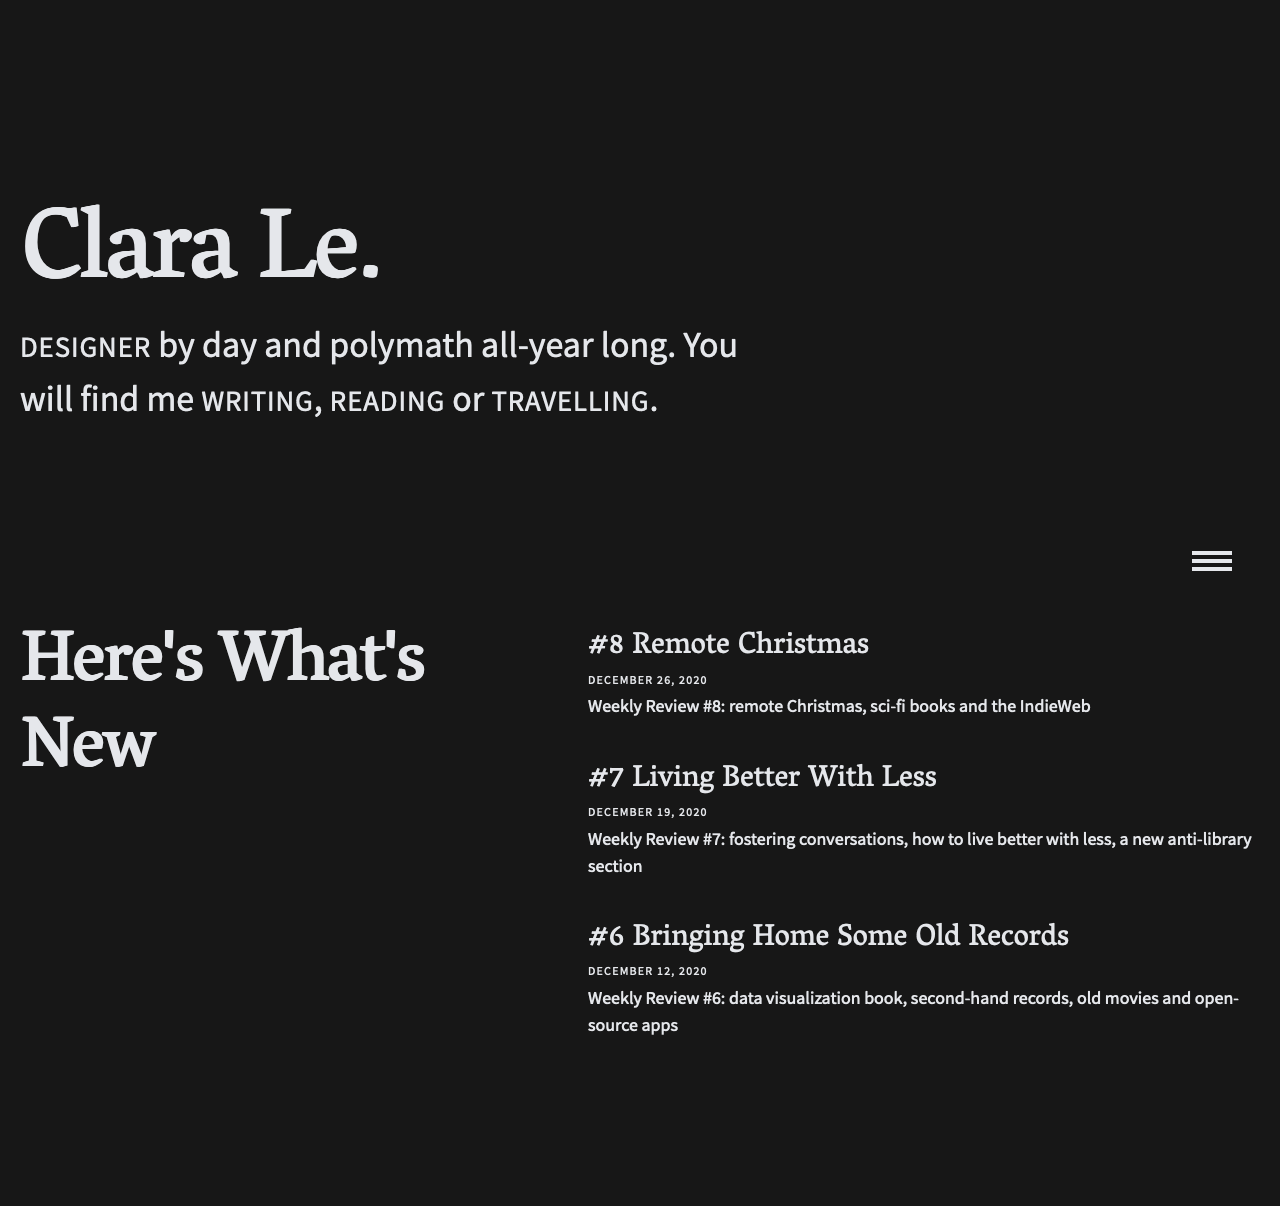 Clara Le.
DESIGNER by day and polymath all-year long. You
will find me WRITING, READING or TRAVELLING.
Here's What's
New
#8 Remote Christmas
DECEMBER 26, 2020
Weekly Review #8: remote Christmas, sci-fi books and the IndieWeb
#7 Living Better With Less
DECEMBER 19, 2020
Weekly Review #7: fostering conversations, how to live better with less, a new anti-library
section
#6 Bringing Home Some Old Records
DECEMBER 12, 2020
Weekly Review #6: data visualization book, second-hand records, old movies and open-
source apps